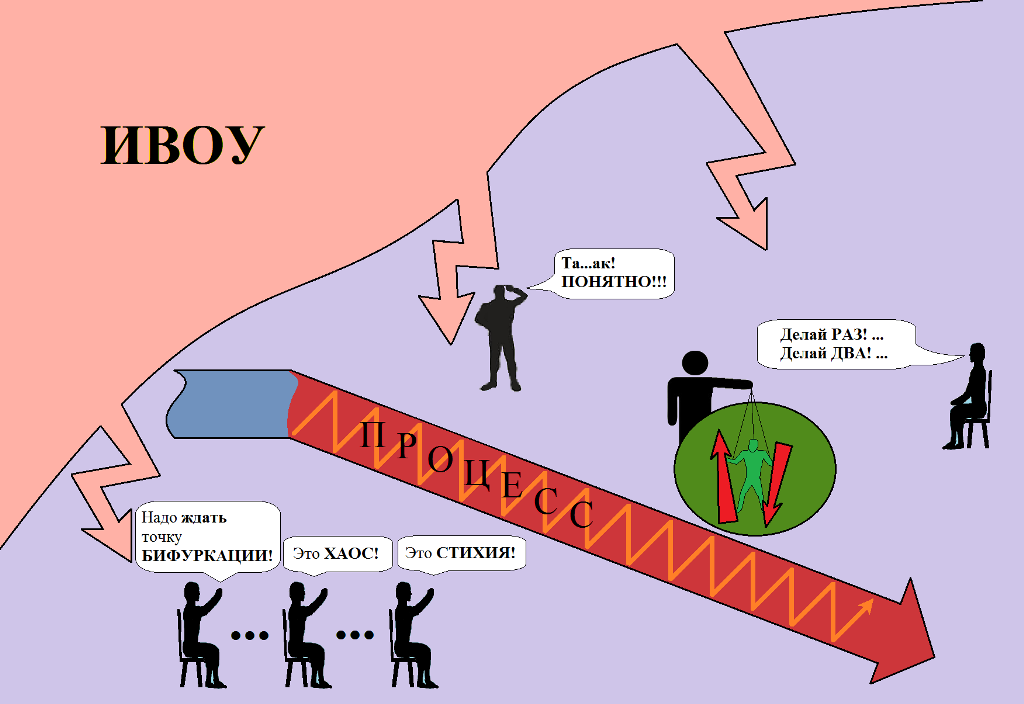 ИВОУ
Та...ак!
ПОНЯТНО!!!
Делай РАЗ! ...
Делай ДВА! ...
ПРОЦЕСС
Надо ждать
точку
БИФУРКАЦИИ!
Это ХАОС!
Это СТИХИЯ!